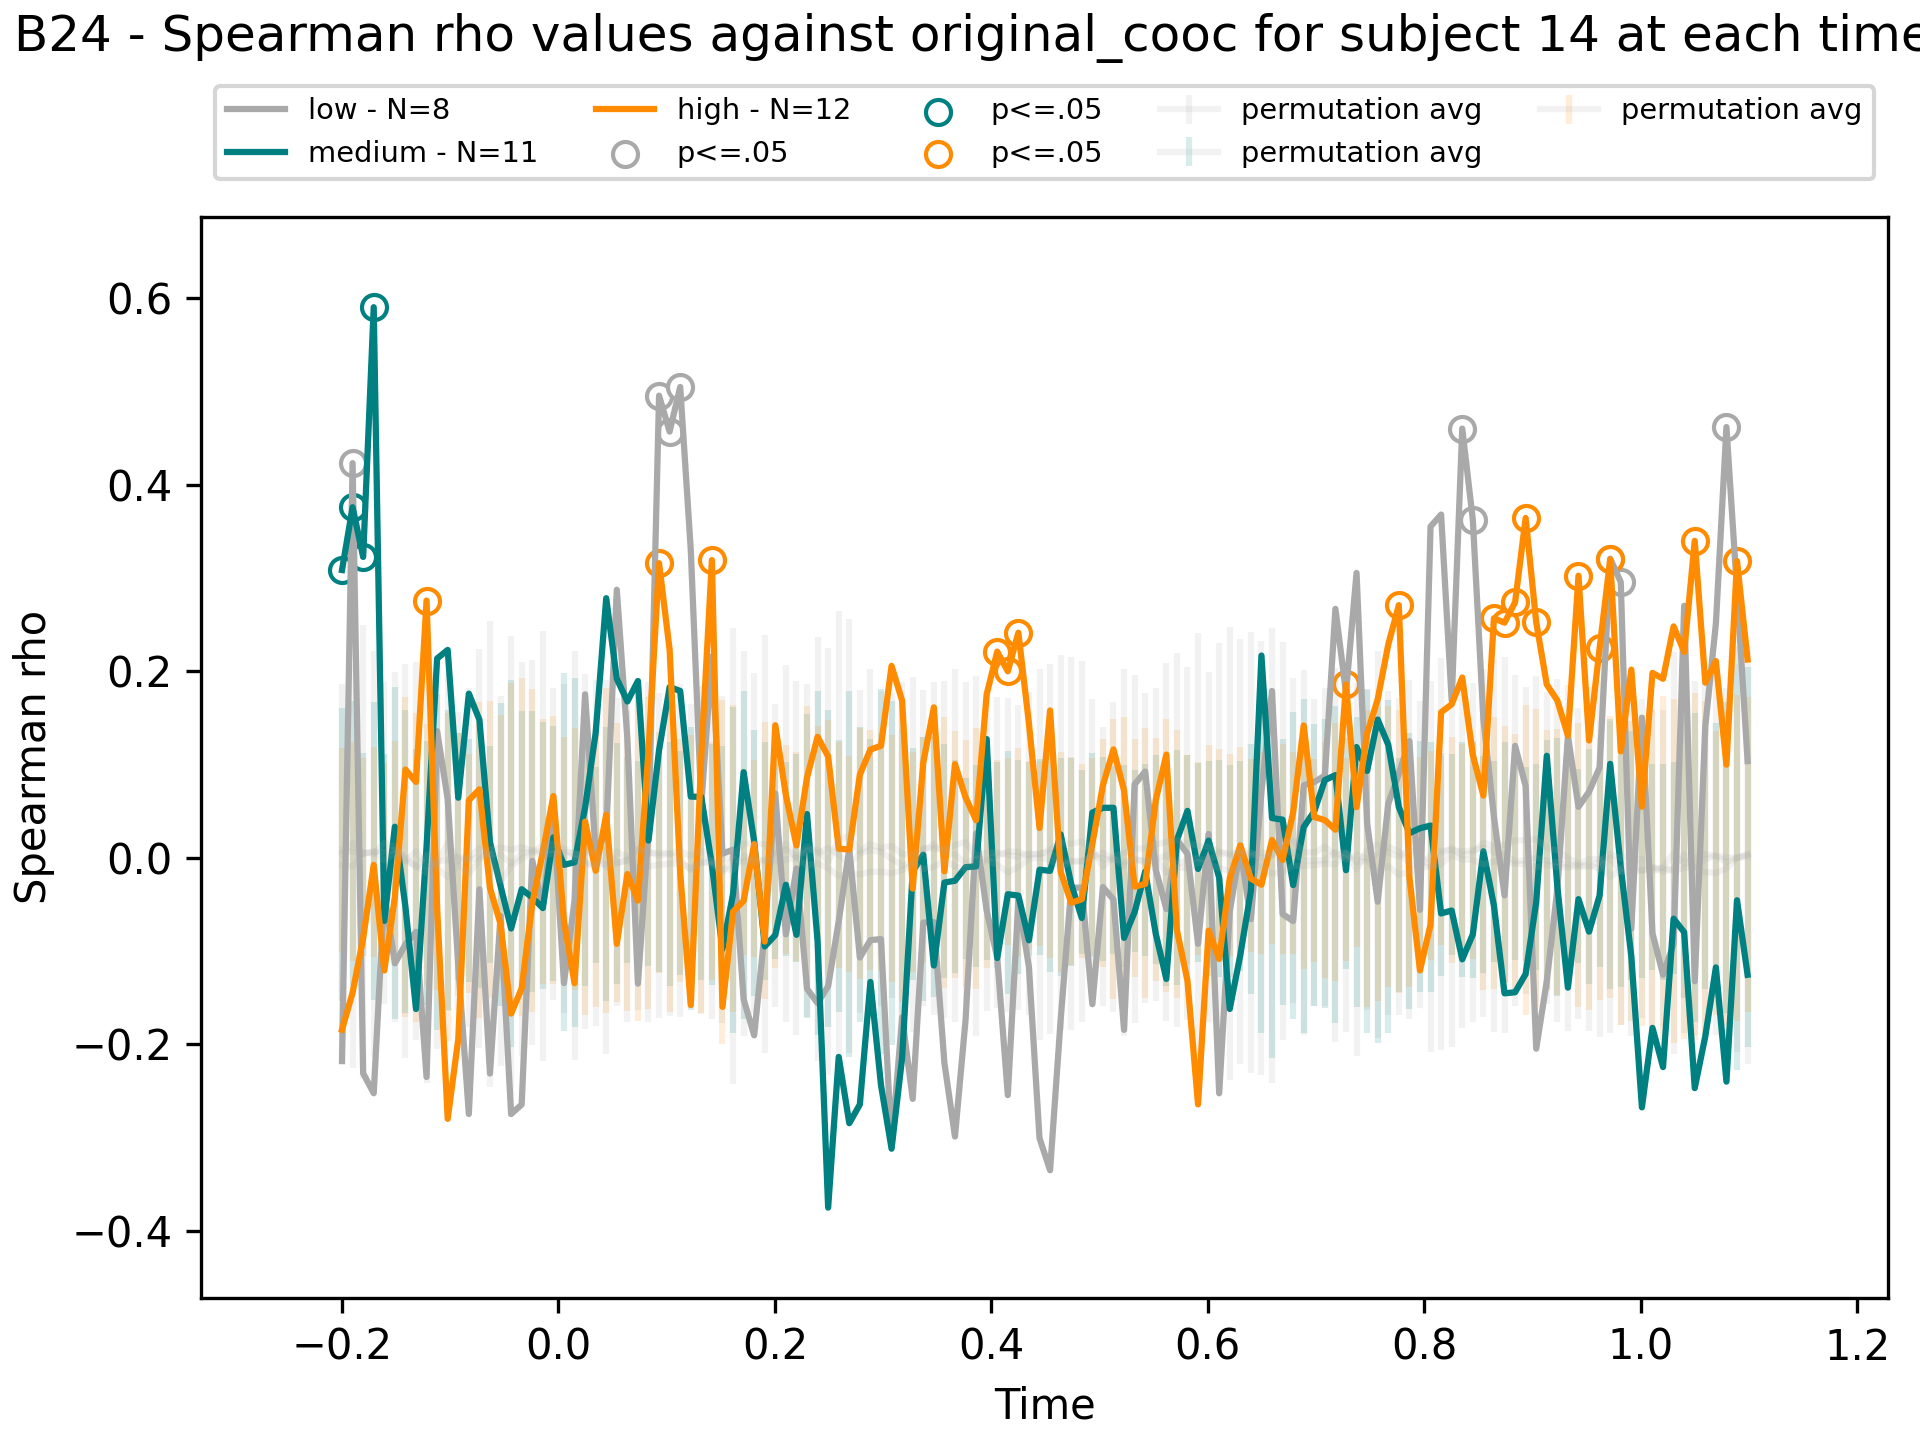 B24 - Spearman rho values against original_cooc for subject 14 at each time
low - N=8
medium - N=11
high - N=12
p<=.05
p<=.05
p<=.05
permutation avg
permutation avg
permutation avg
Spearman rho
0.6
0.4
0.2
0.0
−0.2
−0.4
−0.2 0.0 0.2 0.4 0.6 0.8 1.0 1.2
Time